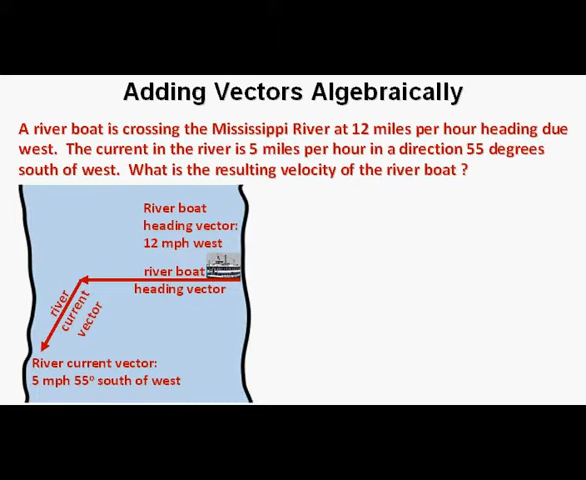 Adding Vectors Algebraically
A river boat is crossing the Mississippi River at 12 miles per hour heading due
west. The current in the river is 5 miles per hour in a direction 55 degrees
south of west. What is the resulting velocity of the river boat ?
River boat
heading vector:
12 mph west
river boat
heading vector
river
current
vector
River current vector:
5 mph 55º south of west